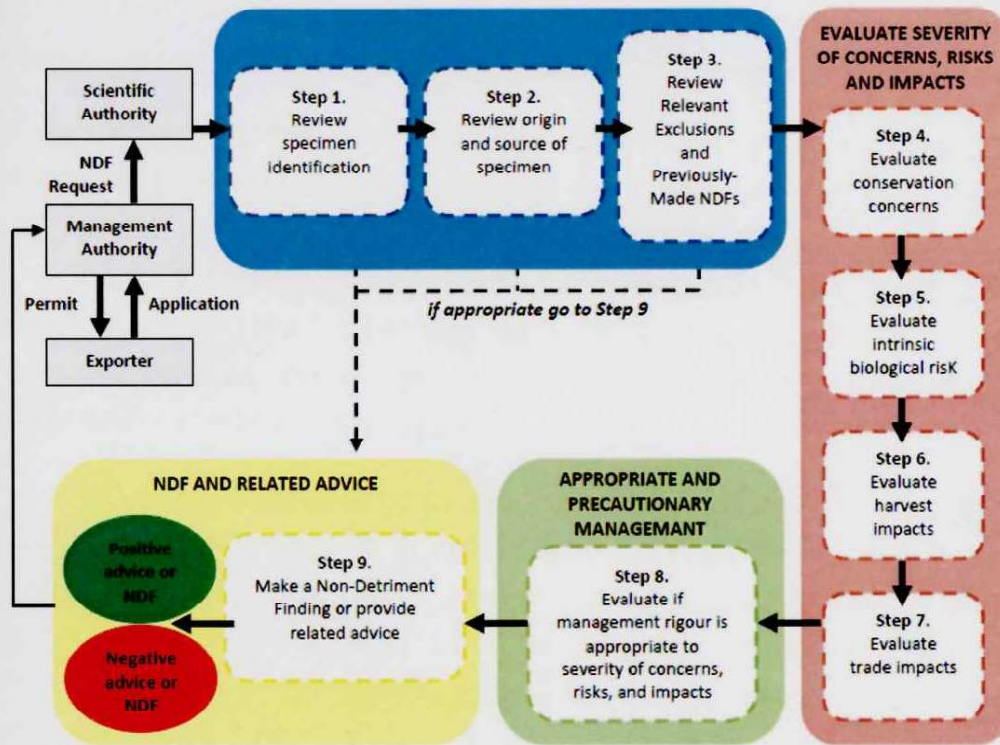 Scientific
Authority
NDF
Request
Management
Authority
Permit
Application
Exporter
Step 1.
Review
specimen
identification
Step 2.
Review origin
and source of
specimen
Step 3.
Review
Relevant
Exclusions
and
Previously-
Made NDFs
if appropriate go to Step 9
EVALUATE SEVERITY
OF CONCERNS, RISKS
AND IMPACTS
Step 4.
Evaluate
conservation
concerns
Step 5.
Evaluate
intrinsic
biological risK
Step 6.
Evaluate
harvest
impacts
Step 7.
Evaluate
trade impacts
APPROPRIATE AND
PRECAUTIONARY
MANAGEMENT
Step 8.
Evaluate if
management rigour is
appropriate to
severity of concerns,
risks, and impacts
NDF AND RELATED ADVICE
Step 9.
Make a Non-Detriment
Finding or provide
related advice
Positive
advice or
NDF
Negative
advice or
NDF